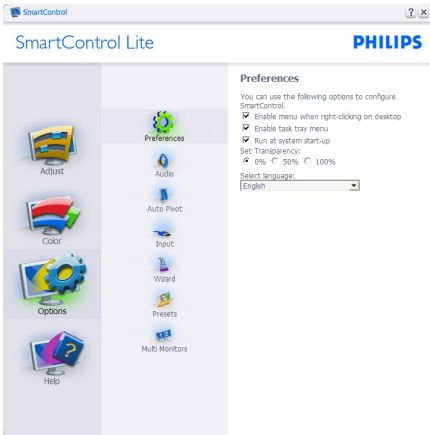 SmartControl
SmartControl Lite
PHILIPS
Adjust
Color
Options
Help
Preferences
Audio
Auto Pivot
Input
Wizard
Presets
Multi Monitors
Preferences
You can use the following options to configure
SmartControl.
Enable menu when right-clicking on desktop
Enable task tray menu
Run at system start-up
Set Transparency:
0% 50% 100%
Select language:
English